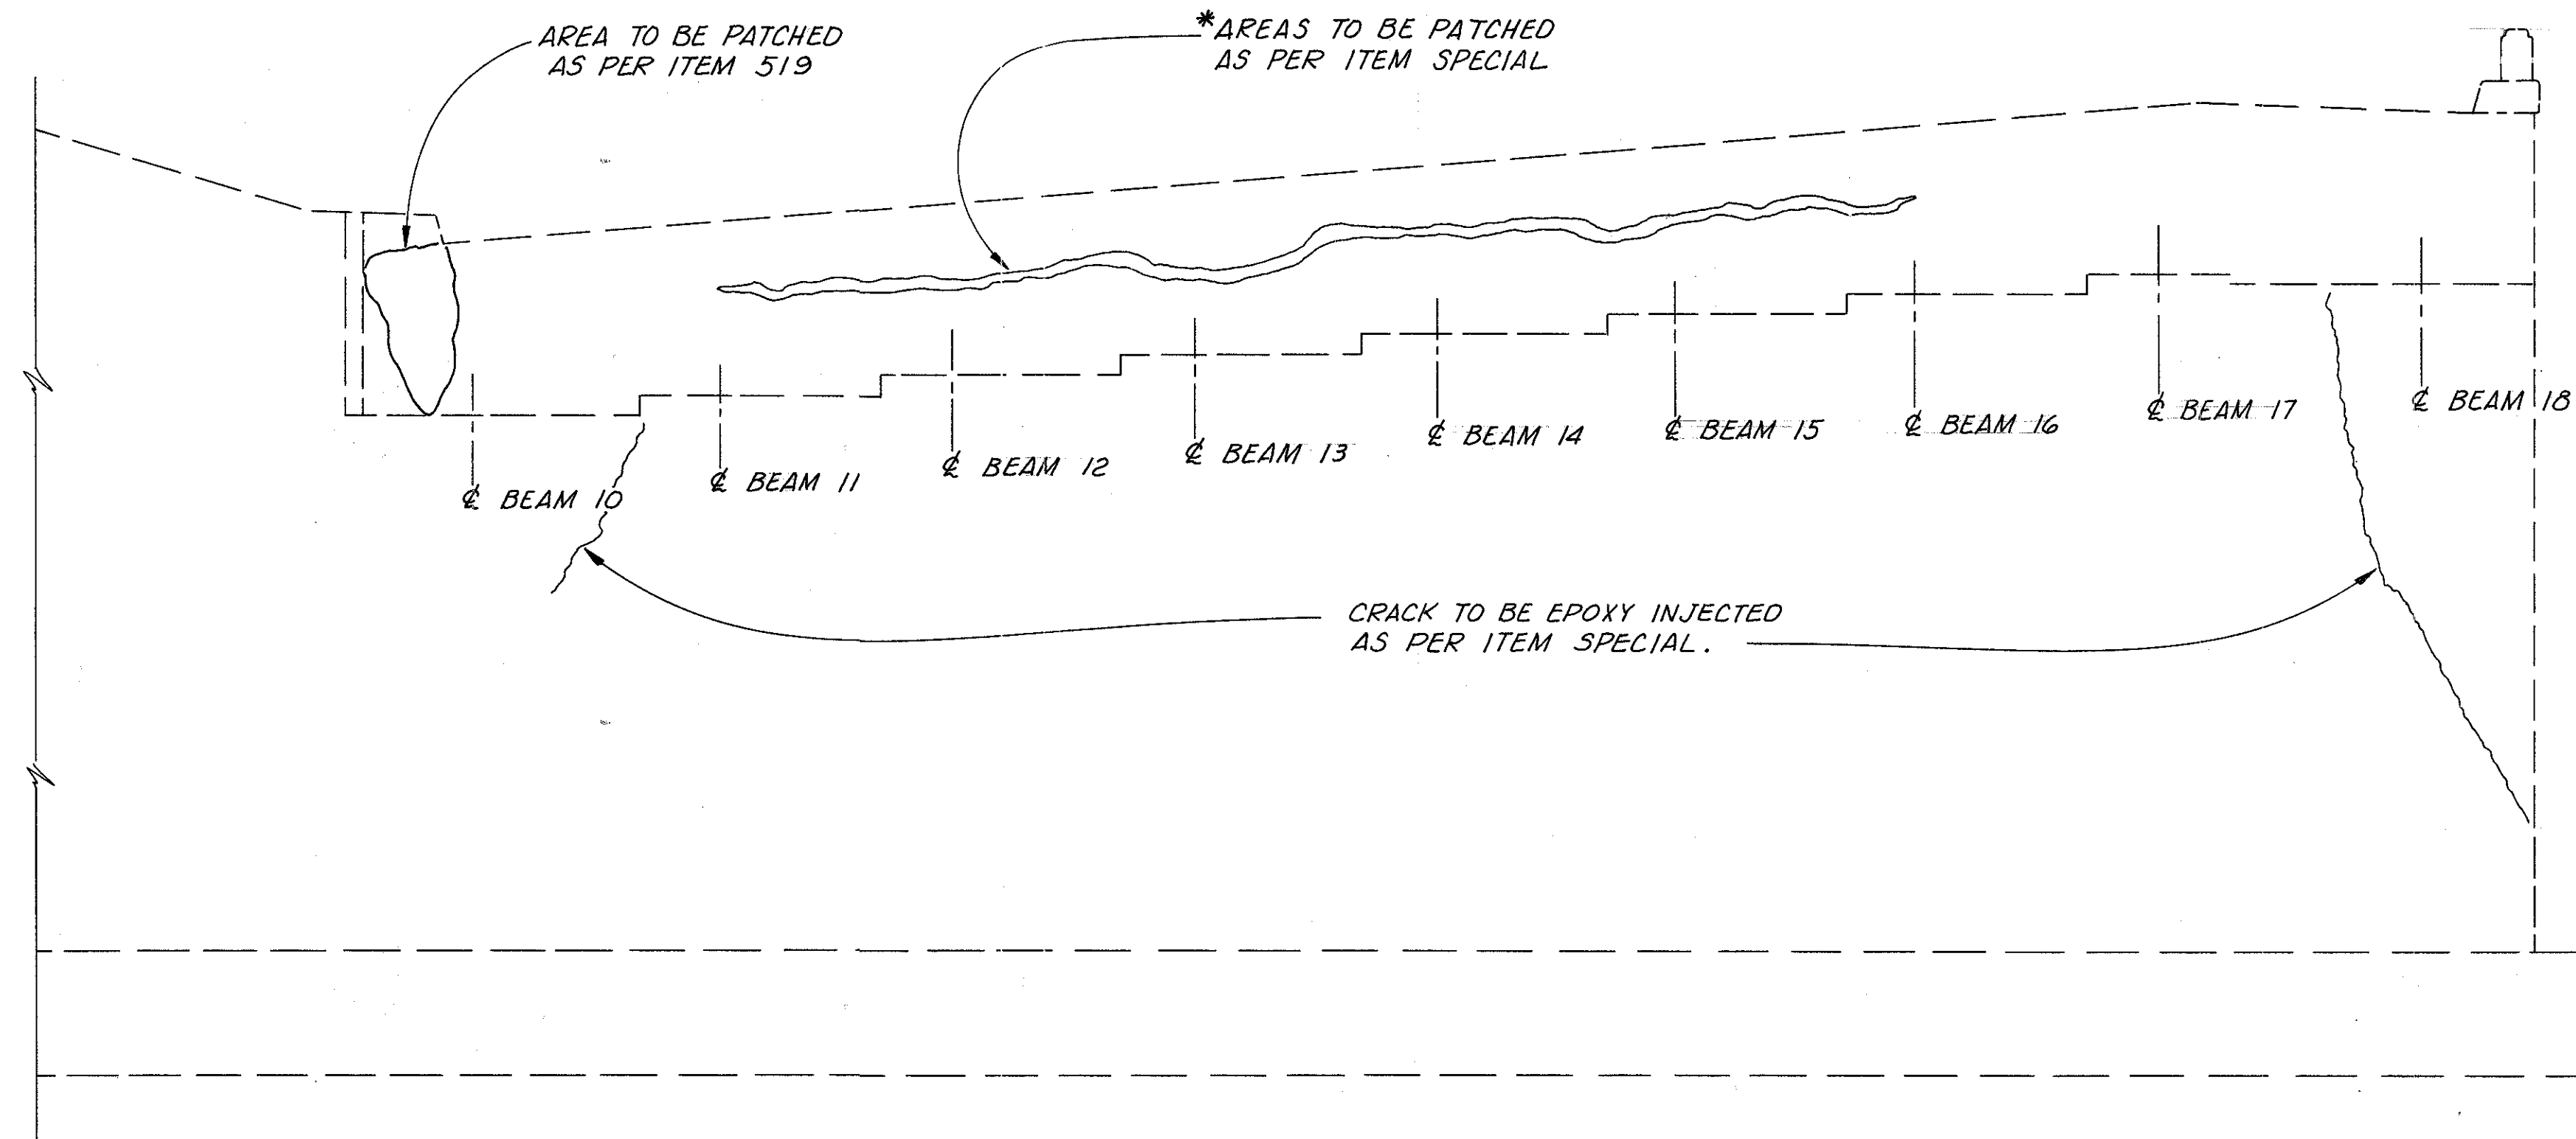 AREA TO BE PATCHED
AS PER ITEM 519
*AREAS TO BE PATCHED
AS PER ITEM SPECIAL
℄ BEAM 10
℄ BEAM 11
℄ BEAM 12
℄ BEAM 13
℄ BEAM 14
℄ BEAM 15
℄ BEAM 16
℄ BEAM 17
℄ BEAM 18
CRACK TO BE EPOXY INJECTED
AS PER ITEM SPECIAL.